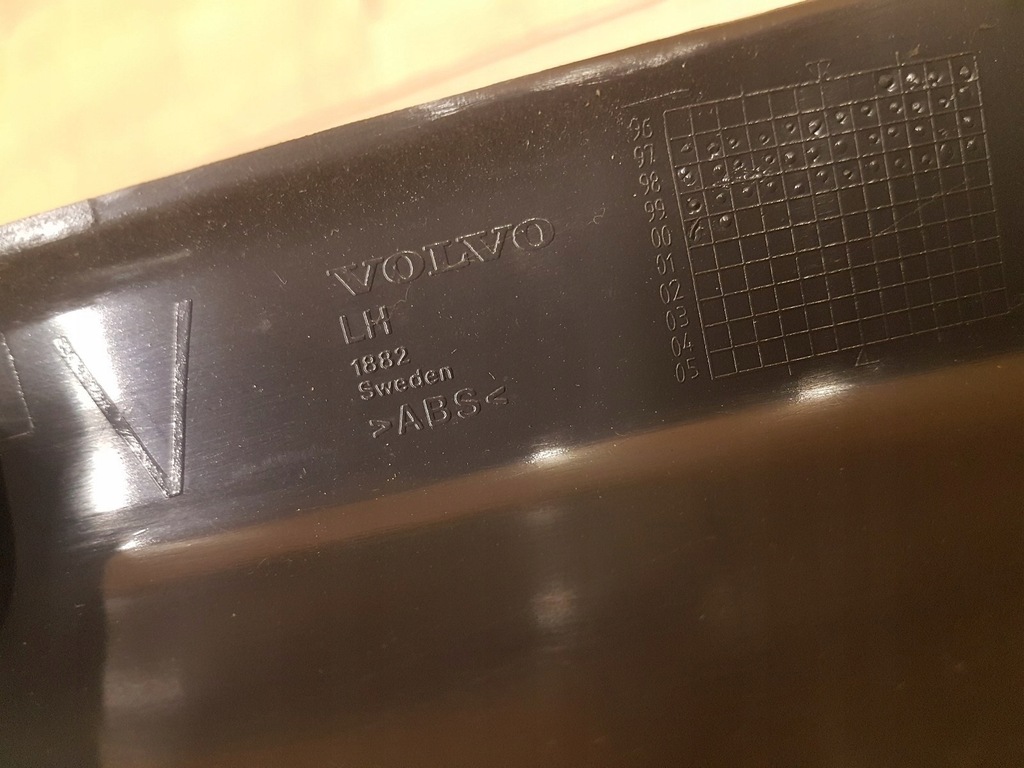 V
VOLVO
LH
1882
Sweden
>ABS<
96
97
98
99
00
01
02
03
04
05